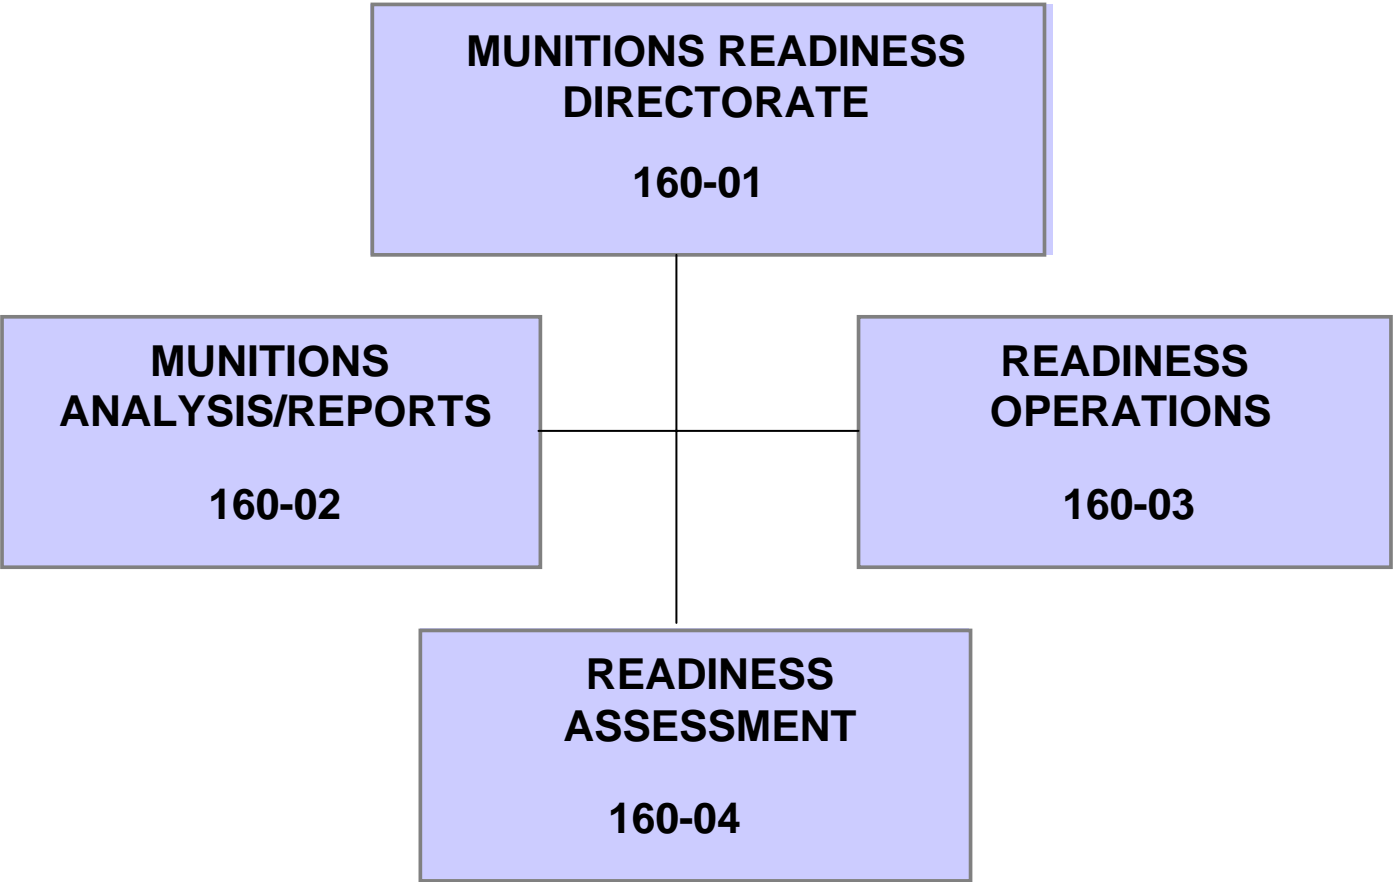 MUNITIONS READINESS
DIRECTORATE
160-01
MUNITIONS
ANALYSIS/REPORTS
160-02
READINESS
OPERATIONS
160-03
READINESS
ASSESSMENT
160-04